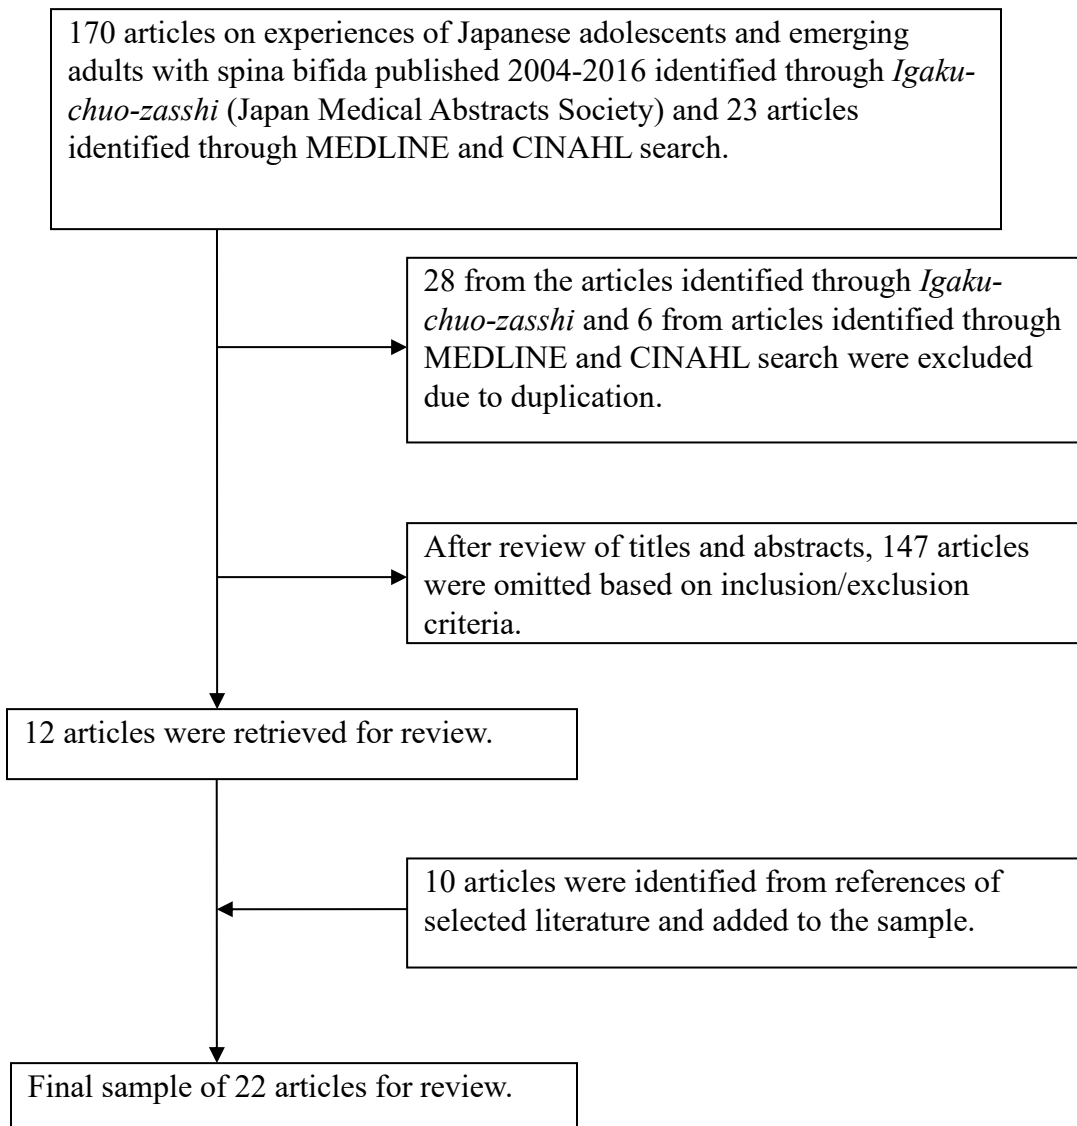 170 articles on experiences of Japanese adolescents and emerging
adults with spina bifida published 2004-2016 identified through Igaku-
chuo-zasshi (Japan Medical Abstracts Society) and 23 articles
identified through MEDLINE and CINAHL search.
28 from the articles identified through Igaku-
chuo-zasshi and 6 from articles identified through
MEDLINE and CINAHL search were excluded
due to duplication.
After review of titles and abstracts, 147 articles
were omitted based on inclusion/exclusion
criteria.
12 articles were retrieved for review.
10 articles were identified from references of
selected literature and added to the sample.
Final sample of 22 articles for review.